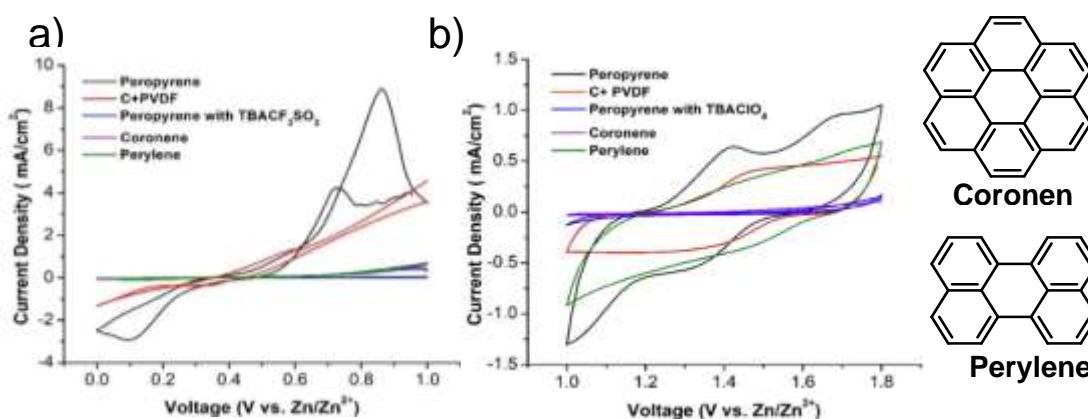 a)
10
8
6
4
2
0
-2
-4
Current Density ( mA/cm²)
Peropyrene
C+PVDF
Peropyrene with TBACF₃SO₃
Coronene
Perylene
0.0 0.2 0.4 0.6 0.8 1.0
Voltage (V vs. Zn/Zn²⁺)
b)
1.5
1.0
0.5
0.0
-0.5
-1.0
-1.5
Current Density ( mA/cm²)
Peropyrene
C+ PVDF
Peropyrene with TBAClO₄
Coronene
Perylene
1.0 1.2 1.4 1.6 1.8
Voltage (V vs. Zn/Zn²⁺)
Coronen
Perylene